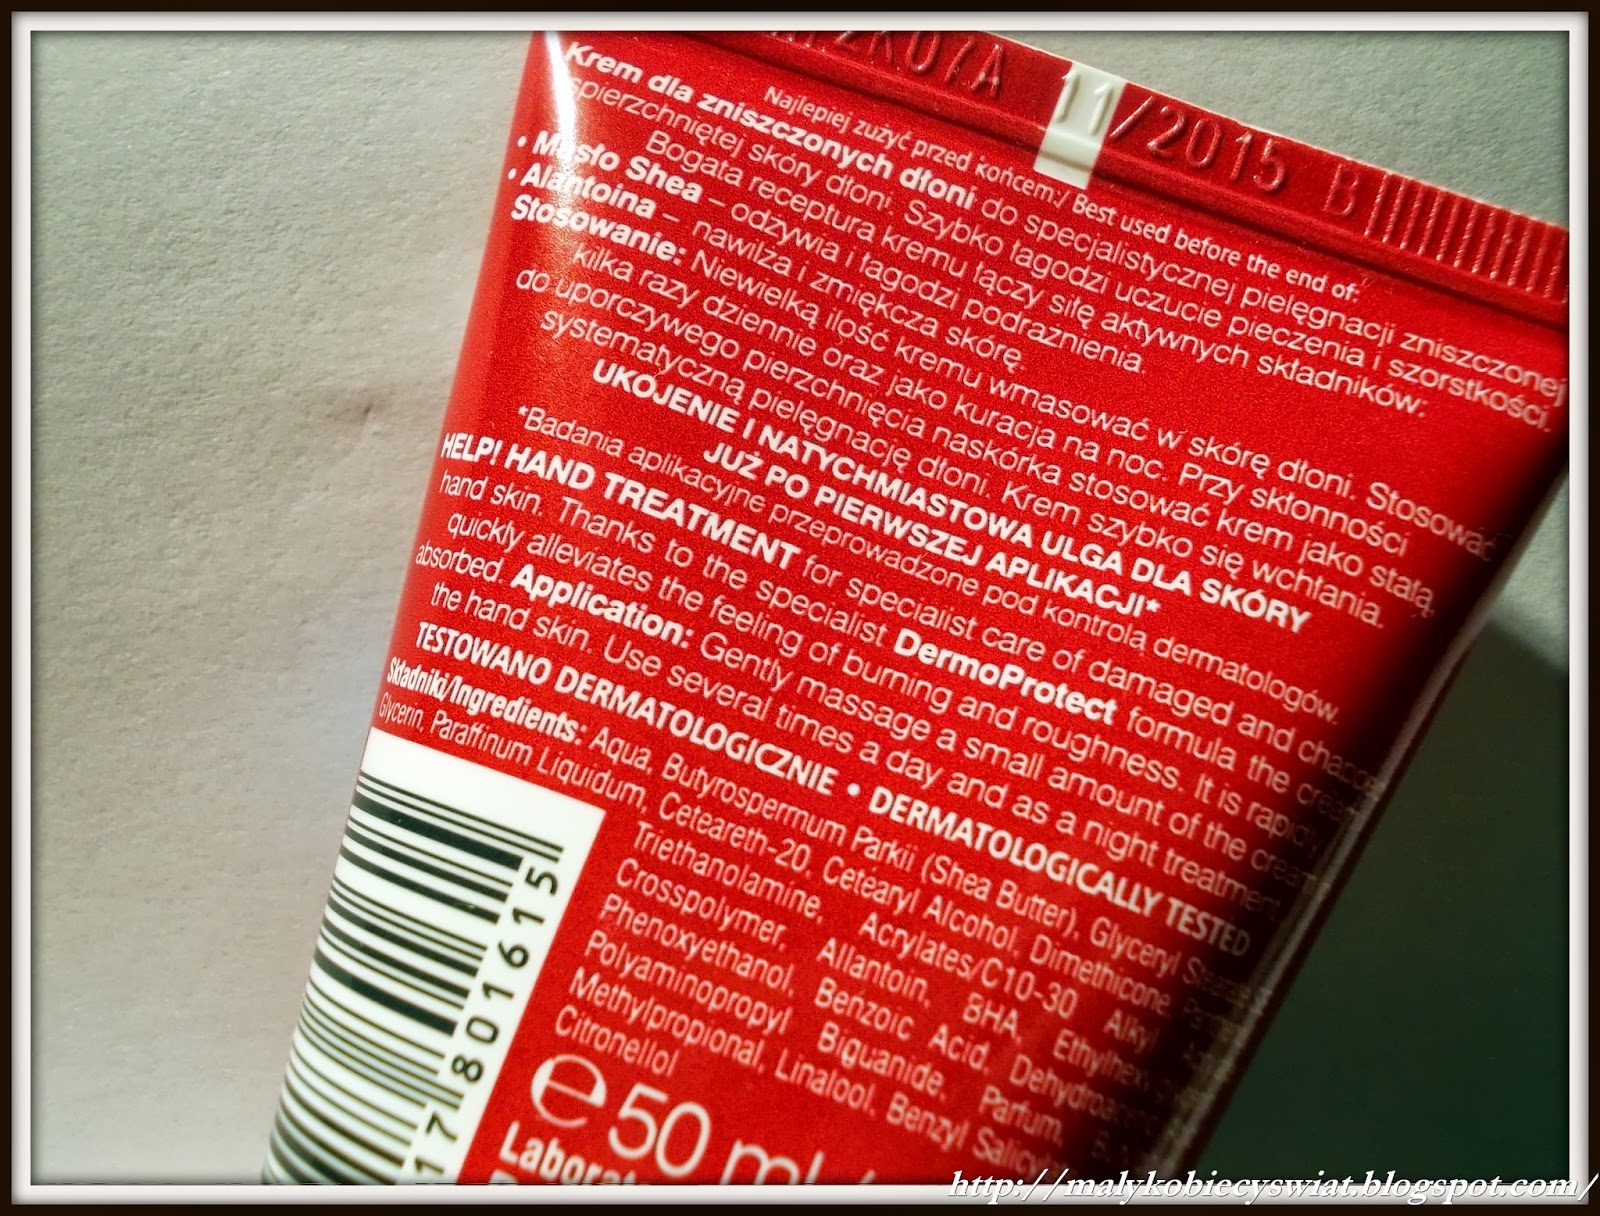 2K07A 11/2015 B
Najlepiej zużyć przed końcem:/ Best used before the end of:
Krem dla zniszczonych dłoni do specjalistycznej pielęgnacji zniszczonej
spierzchniętej skóry dłoni. Szybko łagodzi uczucie pieczenia i szorstkości.
Bogata receptura kremu łączy siłę aktywnych składników:
• Masło Shea – odżywia i łagodzi podrażnienia.
• Alantoina – nawilża i zmiękcza skórę.
Stosowanie: Niewielką ilość kremu wmasować w skórę dłoni. Stosować
kilka razy dziennie oraz jako kuracja na noc. Przy skłonności
do uporczywego pierzchnięcia naskórka stosować krem jako stałą,
systematyczną pielęgnację dłoni. Krem szybko się wchłania.
UKOJENIE I NATYCHMIASTOWA ULGA DLA SKÓRY
JUŻ PO PIERWSZEJ APLIKACJI*
*Badania aplikacyjne przeprowadzone pod kontrolą dermatologów.
HELP! HAND TREATMENT for specialist care of damaged and
hand skin. Thanks to the specialist DermoProtect formula the cream
quickly alleviates the feeling of burning and roughness. It is rapidly
absorbed. Application: Gently massage a small amount of the cream
the hand skin. Use several times a day and as a night treatment
TESTOWANO DERMATOLOGICZNIE • DERMATOLOGICALLY TESTED
Składniki/Ingredients: Aqua, Butyrospermum Parkii (Shea Butter), Glyceryl
Glycerin, Paraffinum Liquidum, Ceteareth-20, Cetearyl Alcohol, Dimethicone,
Triethanolamine, Acrylates/C10-30 Alkyl
Crosspolymer, Allantoin, BHA,
Phenoxyethanol, Benzoic Acid,
Polyaminopropyl Biguanide, Parfum,
Methylpropional, Linalool, Benzyl
Citronellol
e 50 ml
17801615
http://malykobiecyswiat.blogspot.com/